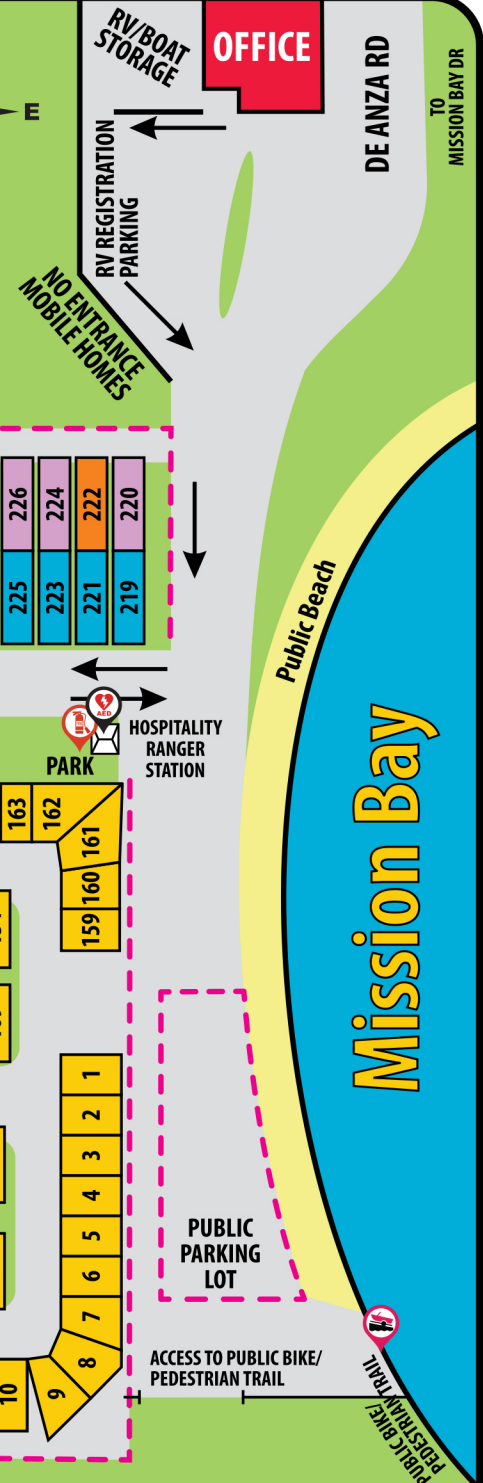 RV/BOAT
STORAGE
OFFICE
DE ANZA RD
TO
MISSION BAY DR
E
RV REGISTRATION
PARKING
NO ENTRANCE
MOBILE HOMES
226
224
222
220
225
223
221
219
Public Beach
AED
HOSPITALITY
RANGER
STATION
PARK
Mission Bay
163
162
161
160
159
1
2
3
4
5
6
7
8
9
10
PUBLIC
PARKING
LOT
ACCESS TO PUBLIC BIKE/
PEDESTRIAN TRAIL
PUBLIC BIKE/
PEDESTRIAN TRAIL